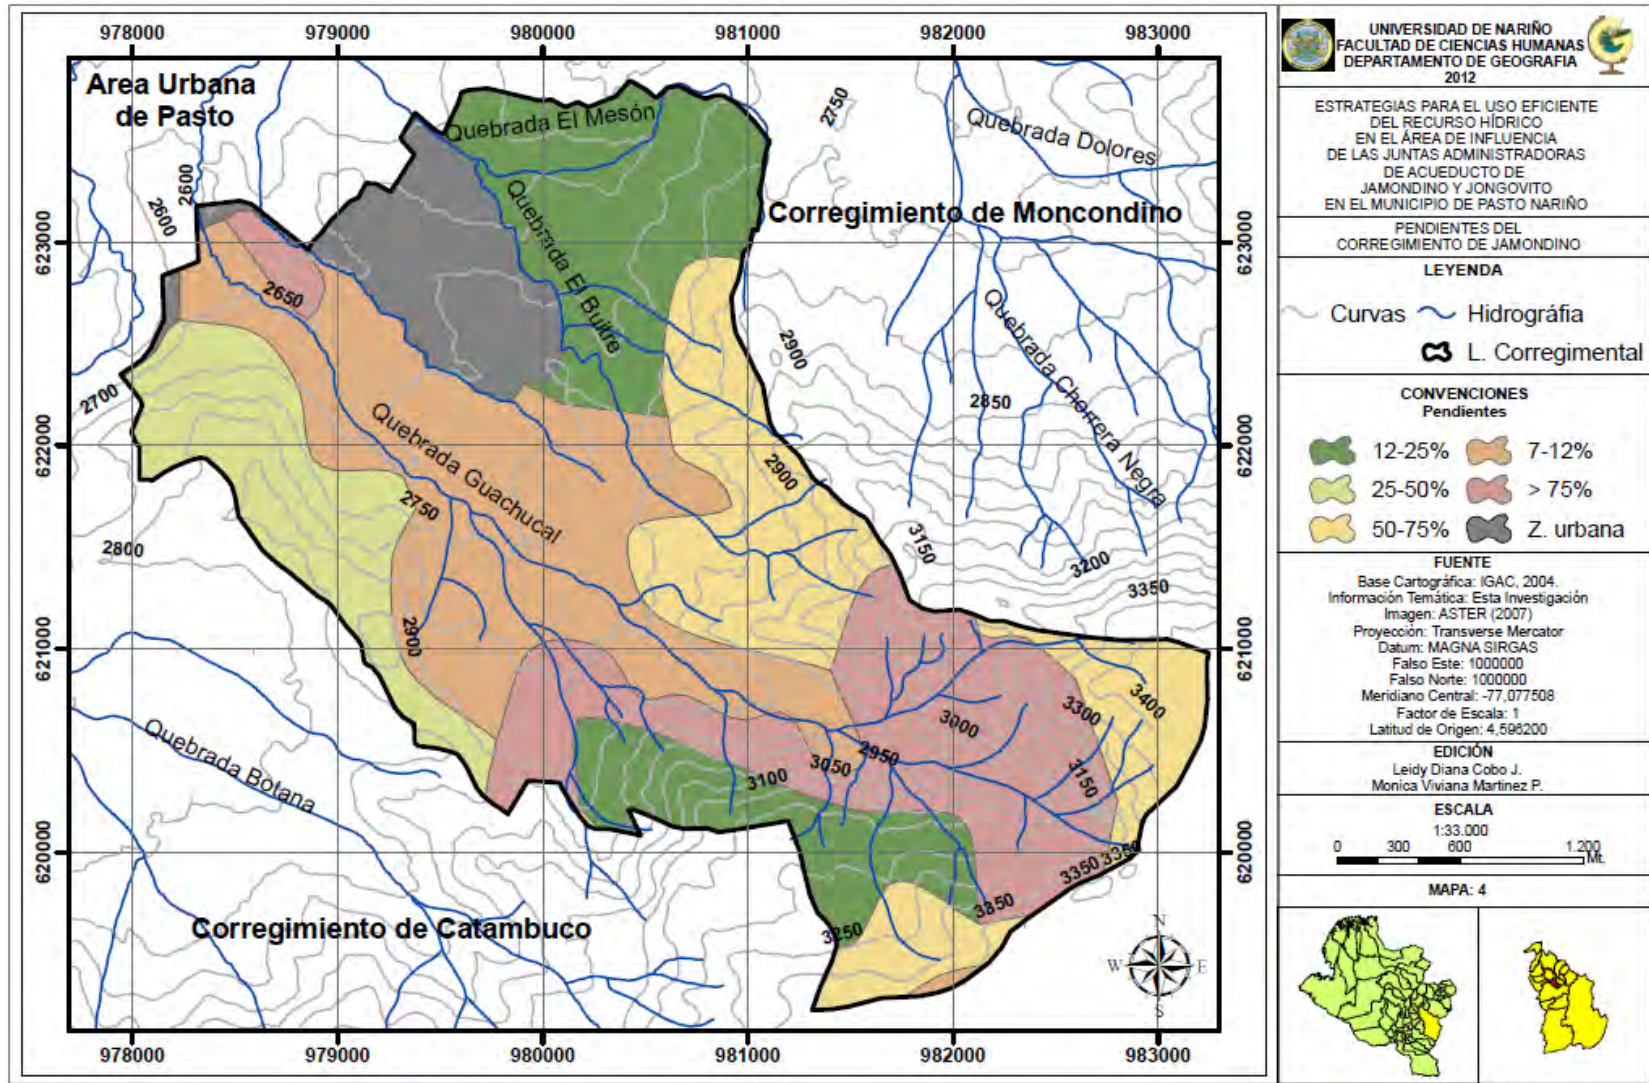 978000 979000 980000 981000 982000 983000
Area Urbana
de Pasto
Quebrada El Mesón
2750
Quebrada Dolores
2600
2600
Quebrada El Buitre
Corregimiento de Moncondino
623000
623000
2650
Quebrada Chorrera Negra
2900
2700
2850
Quebrada Guachucal
622000
622000
2900
2750
2800
3150
3200
3350
2900
621000
621000
3400
3300
3000
Quebrada Botana
2950
3050
3100
3150
620000
620000
3350
3350
3350
Corregimiento de Catambuco
3250
N
W E
S
978000 979000 980000 981000 982000 983000
UNIVERSIDAD DE NARIÑO
FACULTAD DE CIENCIAS HUMANAS
DEPARTAMENTO DE GEOGRAFIA
2012
ESTRATEGIAS PARA EL USO EFICIENTE
DEL RECURSO HÍDRICO
EN EL ÁREA DE INFLUENCIA
DE LAS JUNTAS ADMINISTRADORAS
DE ACUEDUCTO DE
JAMONDINO Y JONGOVITO
EN EL MUNICIPIO DE PASTO NARIÑO
PENDIENTES DEL
CORREGIMIENTO DE JAMONDINO
LEYENDA
Curvas Hidrográfia
L. Corregimental
CONVENCIONES
Pendientes
12-25% 7-12%
25-50% > 75%
50-75% Z. urbana
FUENTE
Base Cartográfica: IGAC, 2004.
Información Temática: Esta Investigación
Imagen: ASTER (2007)
Proyección: Transverse Mercator
Datum: MAGNA SIRGAS
Falso Este: 1000000
Falso Norte: 1000000
Meridiano Central: -77,077508
Factor de Escala: 1
Latitud de Origen: 4,596200
EDICIÓN
Leidy Diana Cobo J.
Monica Viviana Martinez P.
ESCALA
1:33.000
0 300 600 1.200
Mt.
MAPA: 4